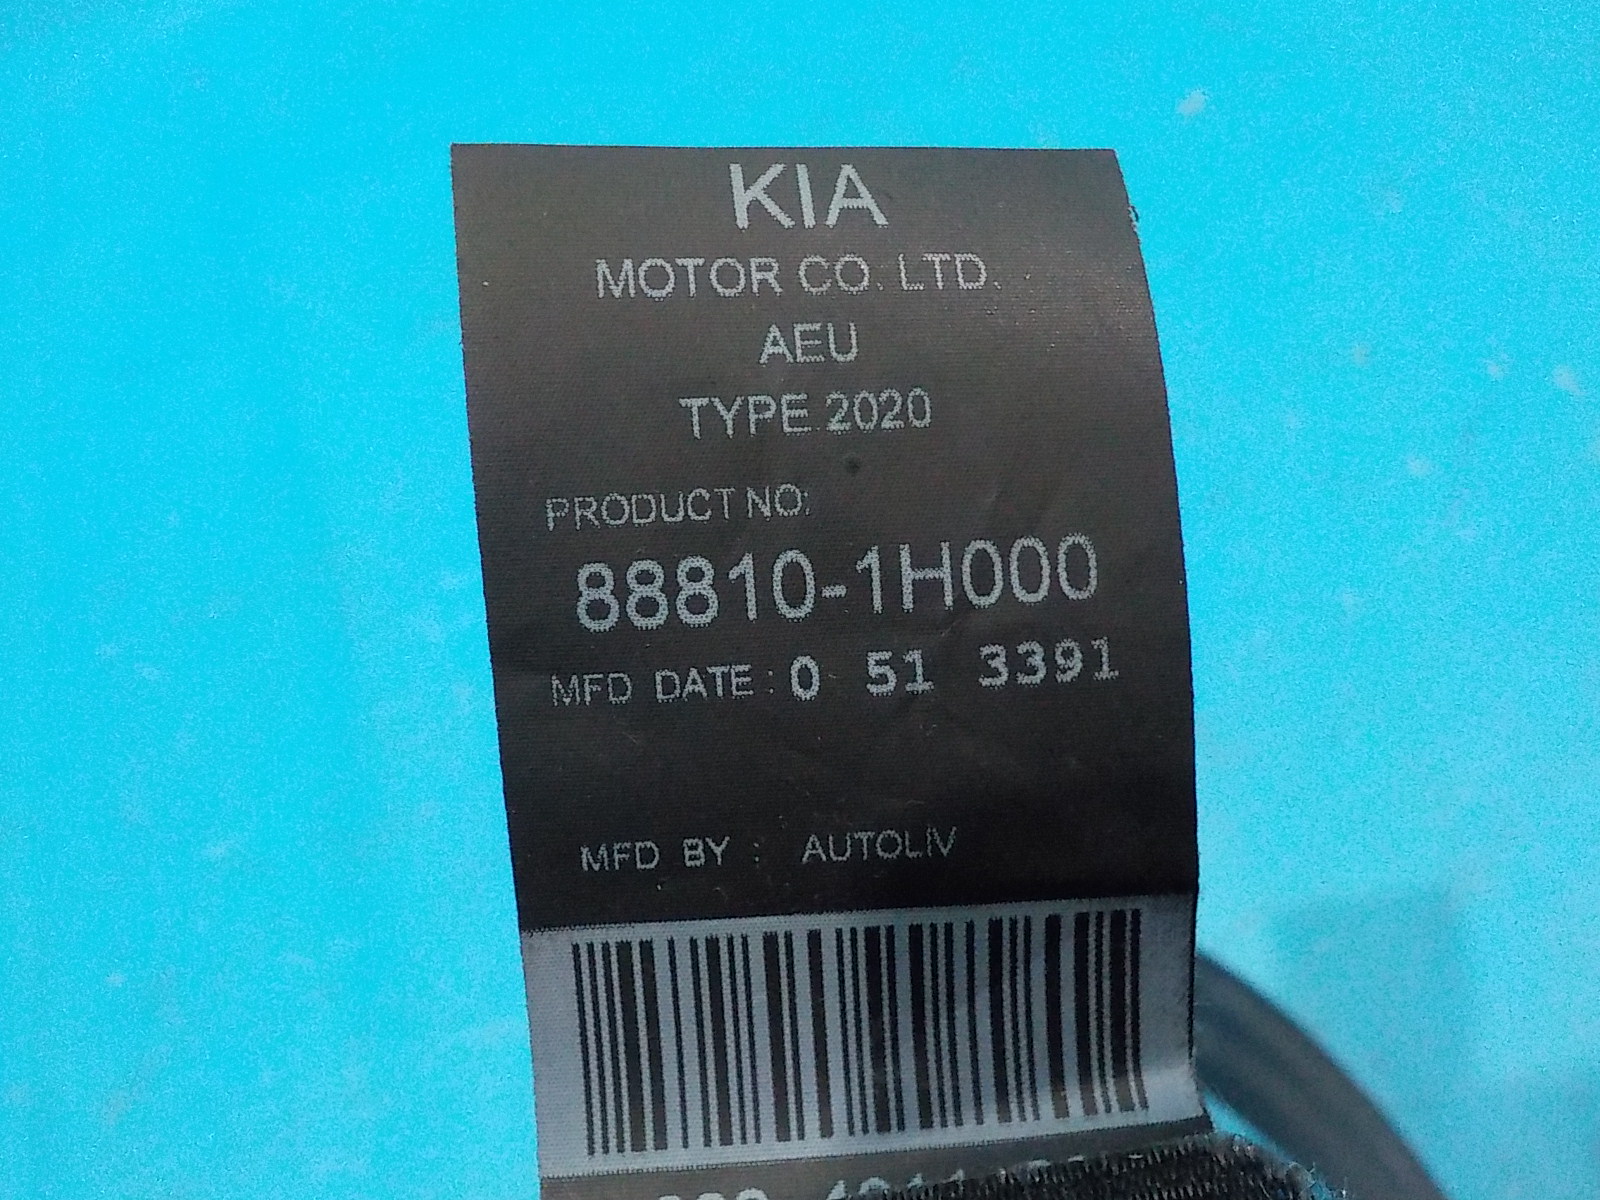 KIA
MOTOR CO. LTD.
AEU
TYPE 2020
PRODUCT NO:
88810-1H000
MFD DATE : 0 51 3391
MFD BY : AUTOLIV